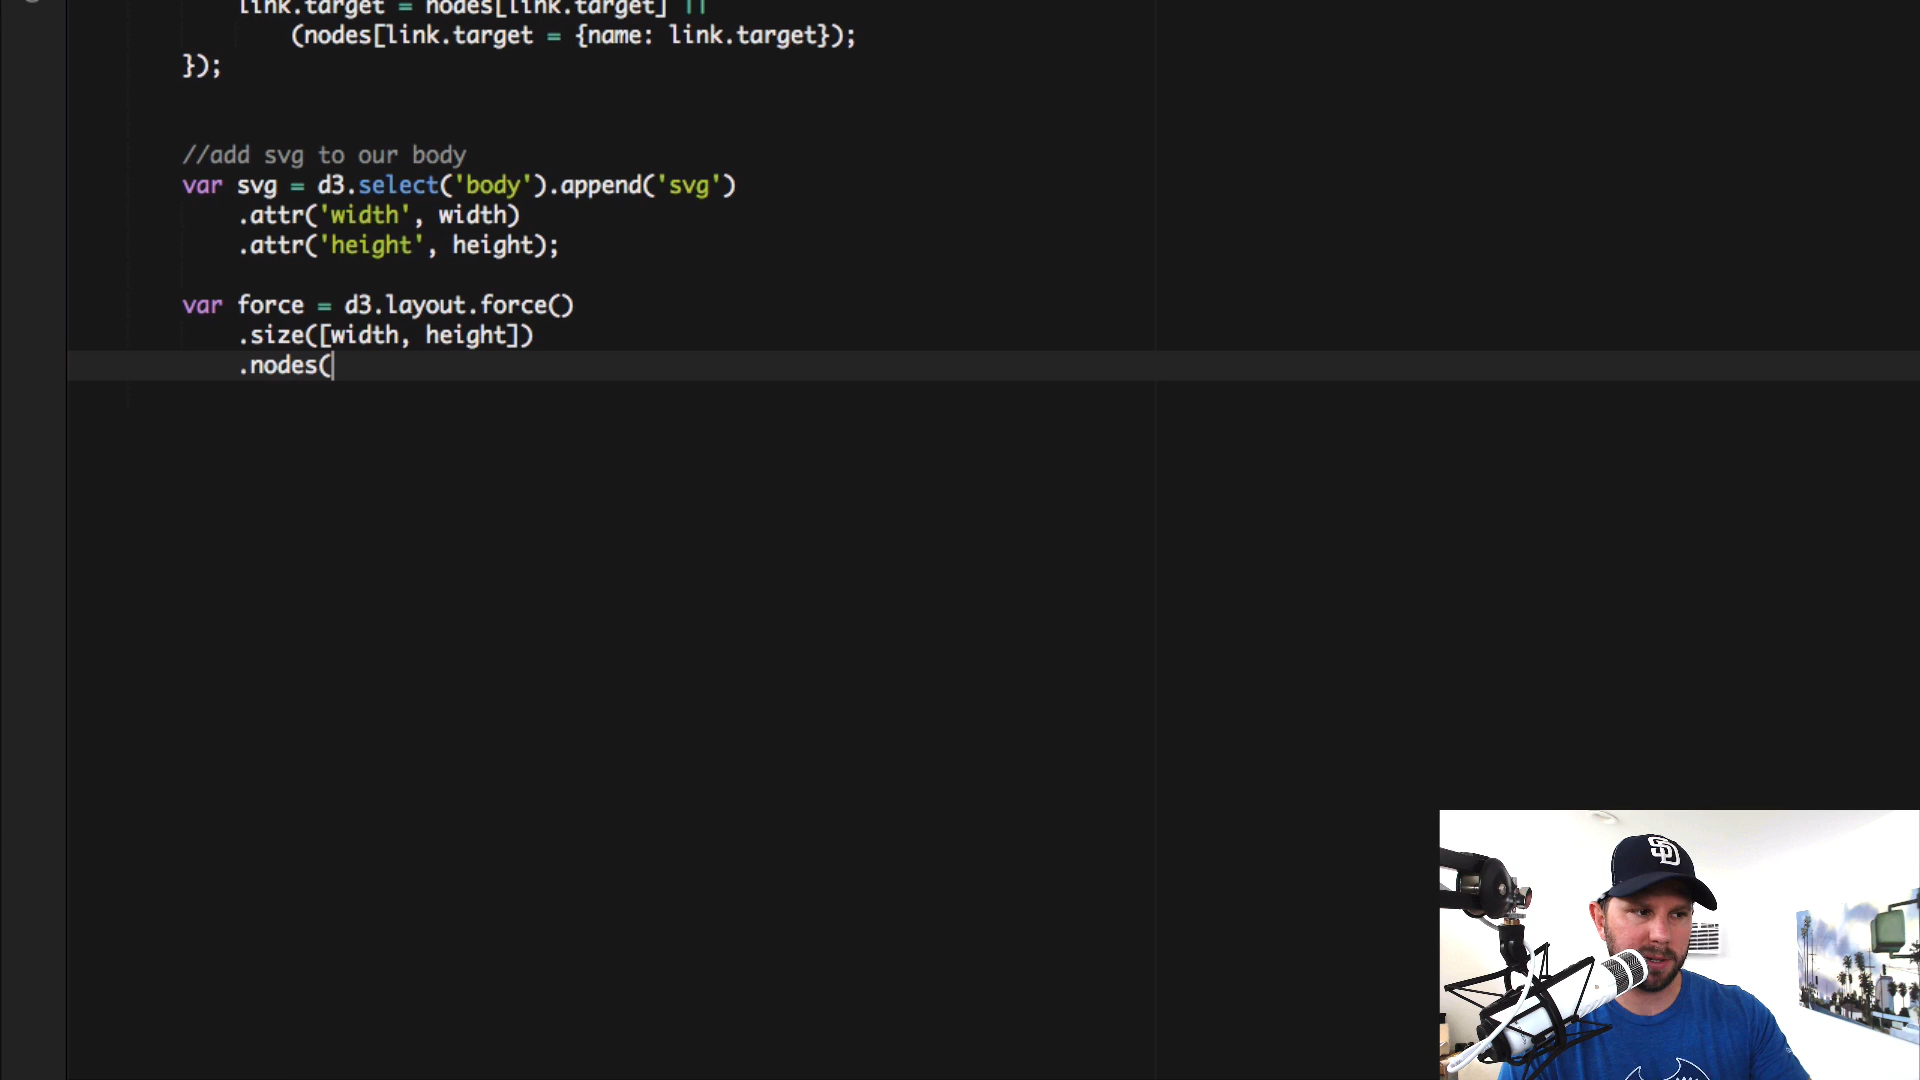 link.target = nodes[link.target] ||
(nodes[link.target = {name: link.target});
});
//add svg to our body
var svg = d3.select('body').append('svg')
.attr('width', width)
.attr('height', height);
var force = d3.layout.force()
.size([width, height])
.nodes(
SD